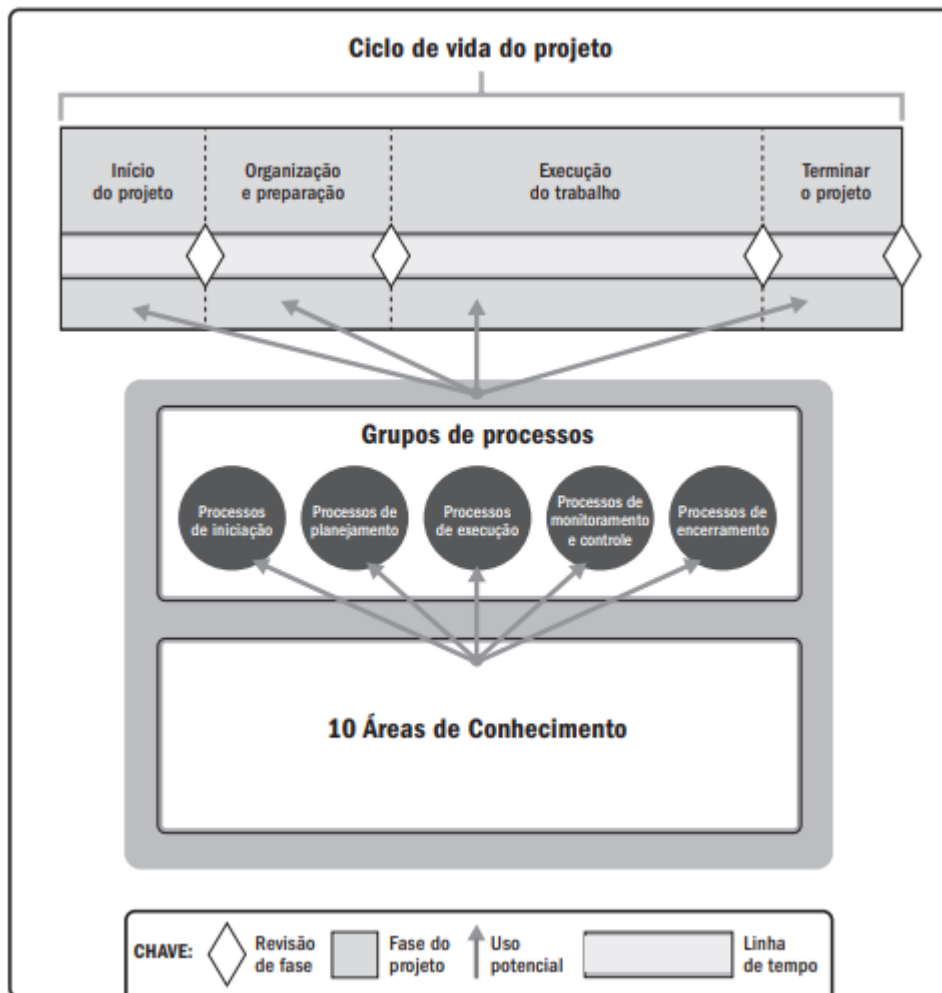 Ciclo de vida do projeto
Início
do projeto
Organização
e preparação
Execução
do trabalho
Terminar
o projeto
Grupos de processos
Processos
de iniciação
Processos de
planejamento
Processos
de execução
Processos de
monitoramento
e controle
Processos de
encerramento
10 Áreas de Conhecimento
CHAVE:
Revisão
de fase
Fase do
projeto
Uso
potencial
Linha
de tempo